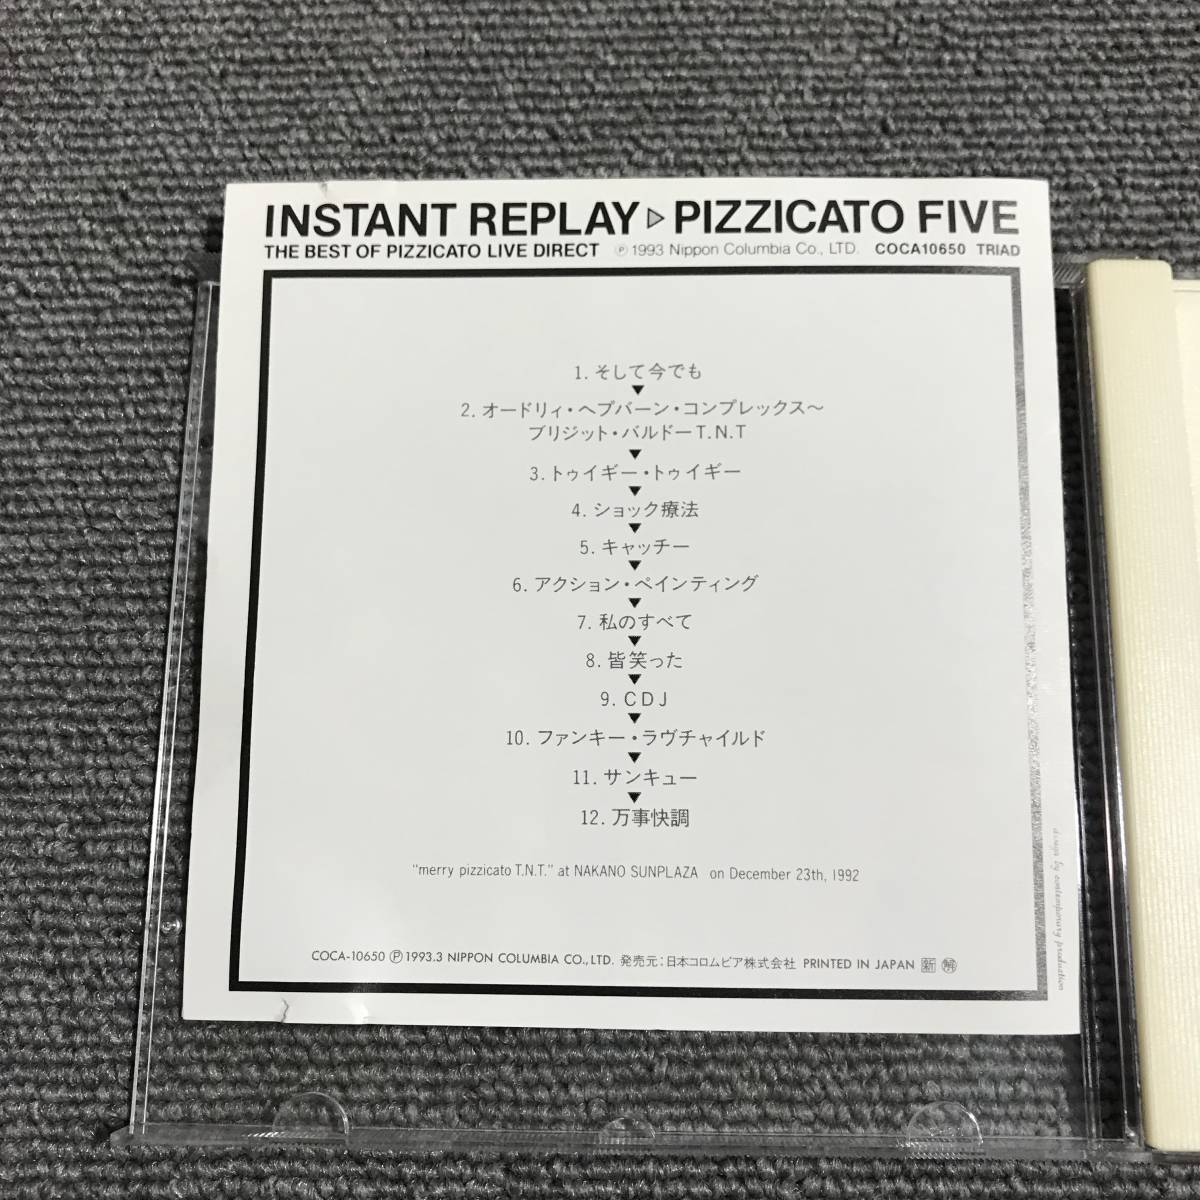 INSTANT REPLAY ▷ PIZZICATO FIVE
THE BEST OF PIZZICATO LIVE DIRECT ℗ 1993 Nippon Columbia Co., LTD. COCA10650 TRIAD
1. そして今でも
▼
2. オードリィ・ヘプバーン・コンプレックス〜
ブリジット・バルドーT.N.T
▼
3. トゥイギー・トゥイギー
▼
4. ショック療法
▼
5. キャッチー
▼
6. アクション・ペインティング
▼
7. 私のすべて
▼
8. 皆笑った
▼
9. CDJ
▼
10. ファンキー・ラヴチャイルド
▼
11. サンキュー
▼
12. 万事快調
"merry pizzicato T.N.T." at NAKANO SUNPLAZA on December 23th, 1992
COCA-10650 ℗ 1993.3 NIPPON COLUMBIA CO., LTD. 発売元：日本コロムビア株式会社 PRINTED IN JAPAN 新 解
design by contemporary production